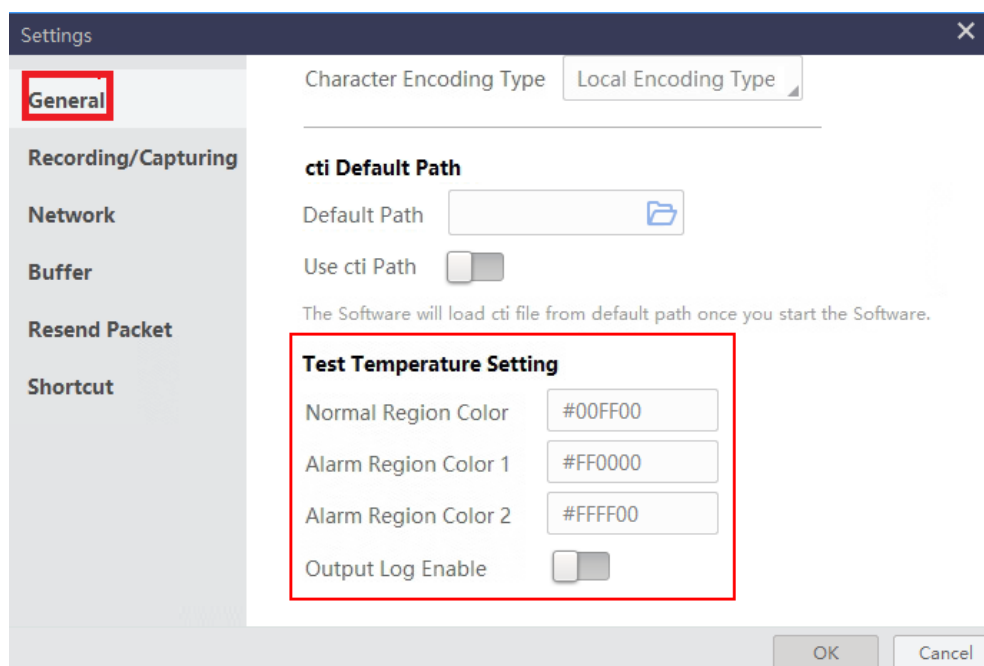 Settings
General
Recording/Capturing
Network
Buffer
Resend Packet
Shortcut
Character Encoding Type Local Encoding Type
cti Default Path
Default Path
Use cti Path
The Software will load cti file from default path once you start the Software.
Test Temperature Setting
Normal Region Color #00FF00
Alarm Region Color 1 #FF0000
Alarm Region Color 2 #FFFF00
Output Log Enable
OK Cancel